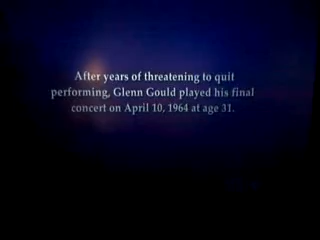 After years of threatening to quit
performing, Glenn Gould played his final
concert on April 10, 1964 at age 31.